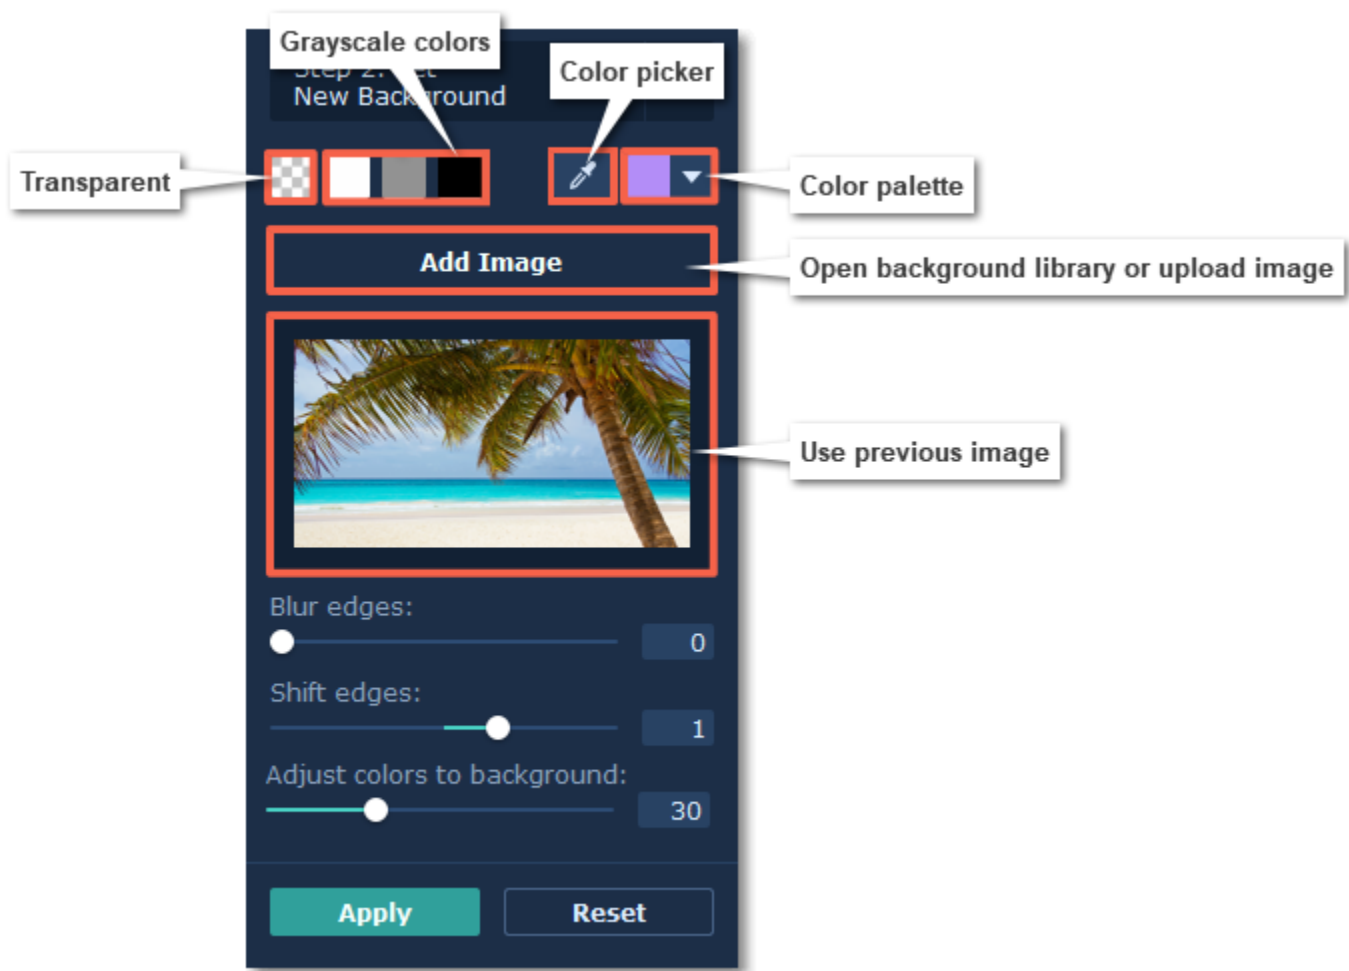 Grayscale colors
Color picker
New Background
Transparent
Color palette
Add Image
Open background library or upload image
Use previous image
Blur edges:
0
Shift edges:
1
Adjust colors to background:
30
Apply
Reset